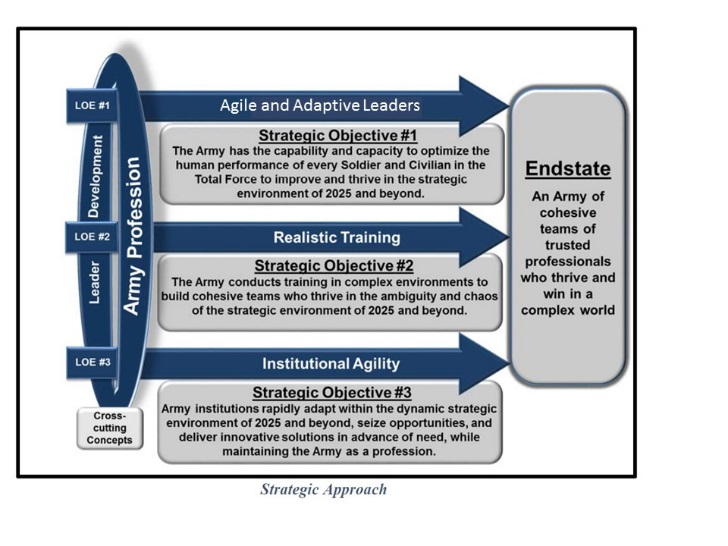 LOE #1
Agile and Adaptive Leaders
Strategic Objective #1
The Army has the capability and capacity to optimize the
human performance of every Soldier and Civilian in the
Total Force to improve and thrive in the strategic
environment of 2025 and beyond.
LOE #2
Realistic Training
Strategic Objective #2
The Army conducts training in complex environments to
build cohesive teams who thrive in the ambiguity and chaos
of the strategic environment of 2025 and beyond.
LOE #3
Institutional Agility
Strategic Objective #3
Army institutions rapidly adapt within the dynamic strategic
environment of 2025 and beyond, seize opportunities, and
deliver innovative solutions in advance of need, while
maintaining the Army as a profession.
Leader Development
Army Profession
Cross-
cutting
Concepts
Endstate
An Army of
cohesive
teams of
trusted
professionals
who thrive and
win in a
complex world
Strategic Approach